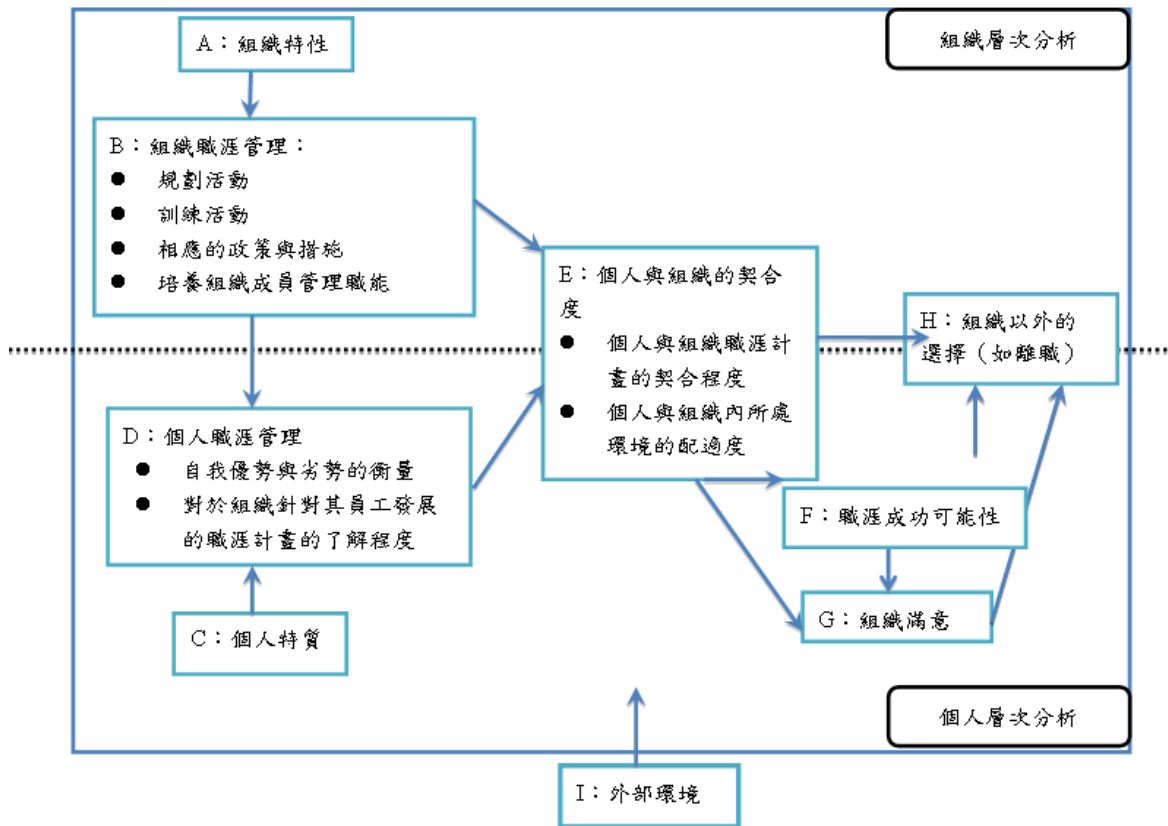 A：組織特性
組織層次分析
B：組織職涯管理：
● 規劃活動
● 訓練活動
● 相應的政策與措施
● 培養組織成員管理職能
E：個人與組織的契合
度
● 個人與組織職涯計
畫的契合程度
● 個人與組織內所處
環境的配適度
H：組織以外的
選擇（如離職）
D：個人職涯管理
● 自我優勢與劣勢的衡量
● 對於組織針對其員工發展
的職涯計畫的了解程度
F：職涯成功可能性
G：組織滿意
C：個人特質
個人層次分析
I：外部環境